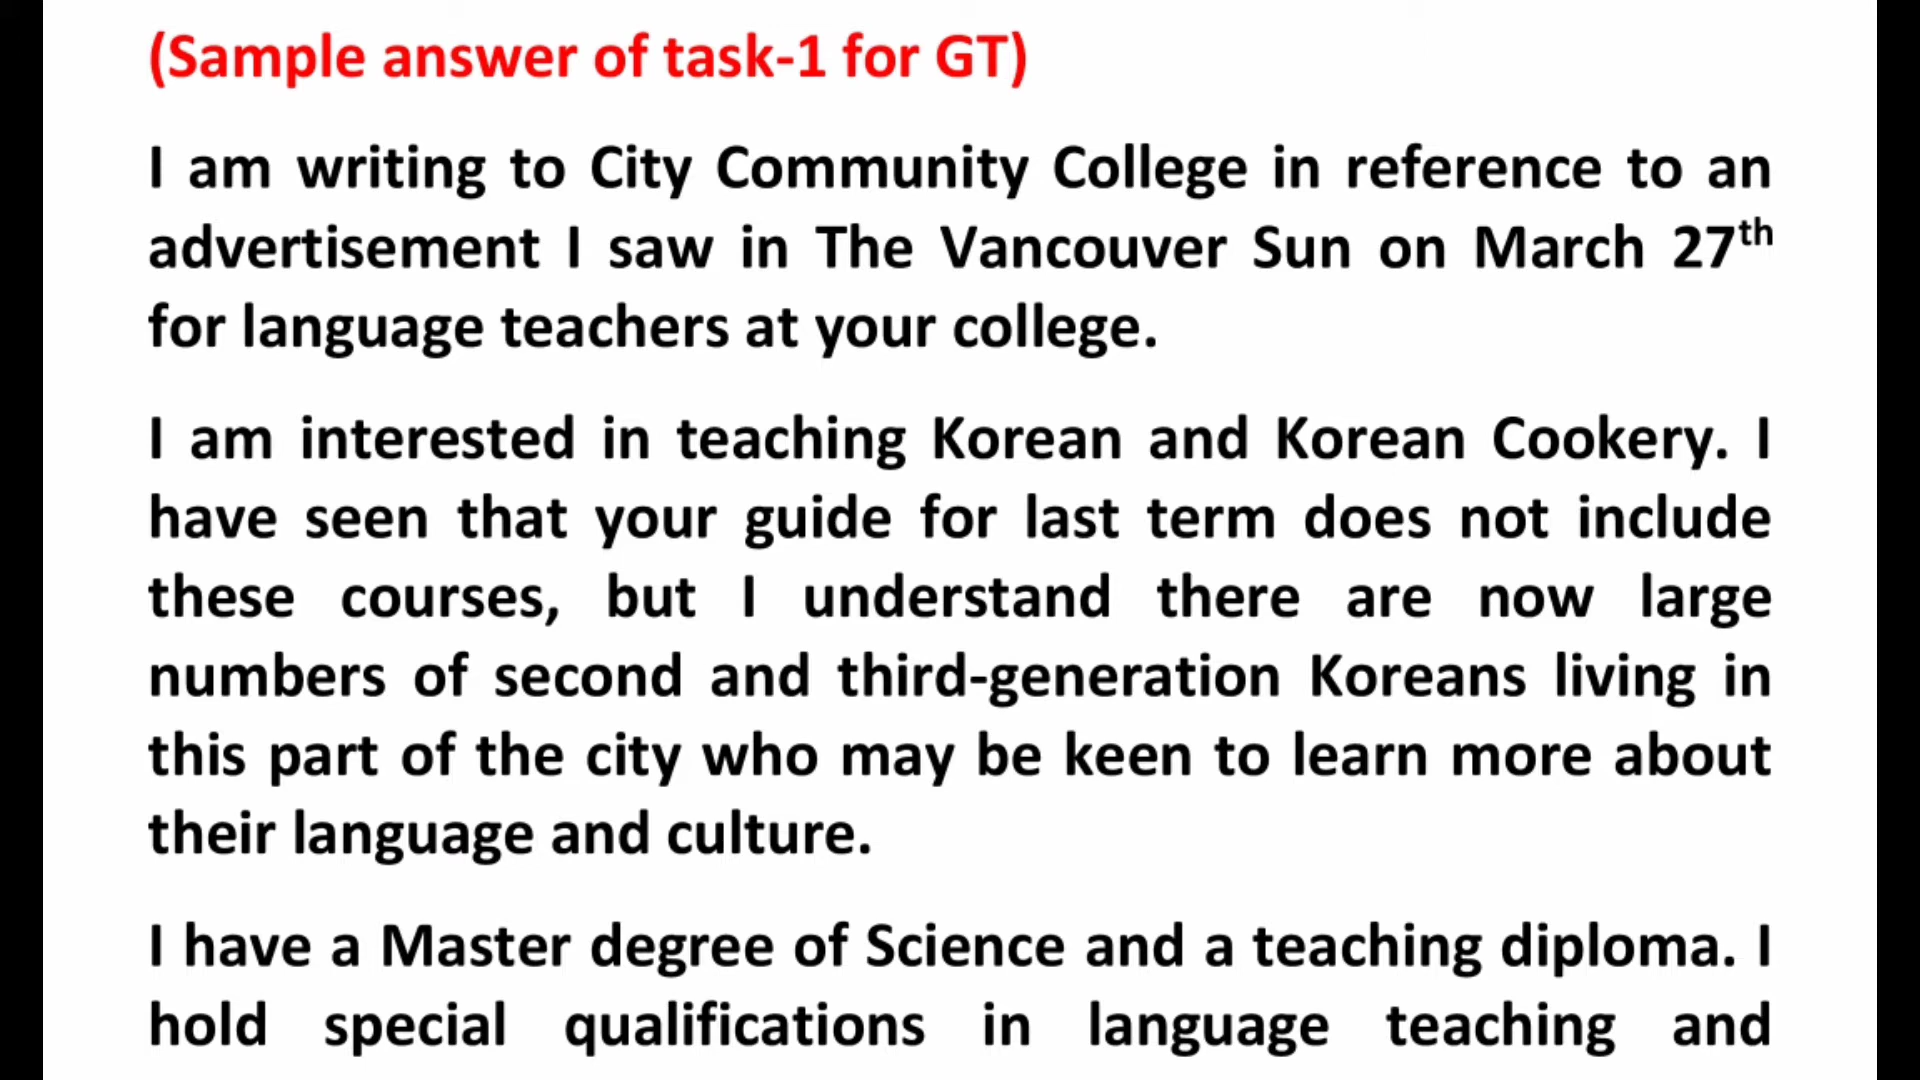 (Sample answer of task-1 for GT)
I am writing to City Community College in reference to an
advertisement I saw in The Vancouver Sun on March 27th
for language teachers at your college.
I am interested in teaching Korean and Korean Cookery. I
have seen that your guide for last term does not include
these courses, but I understand there are now large
numbers of second and third-generation Koreans living in
this part of the city who may be keen to learn more about
their language and culture.
I have a Master degree of Science and a teaching diploma. I
hold special qualifications in language teaching and